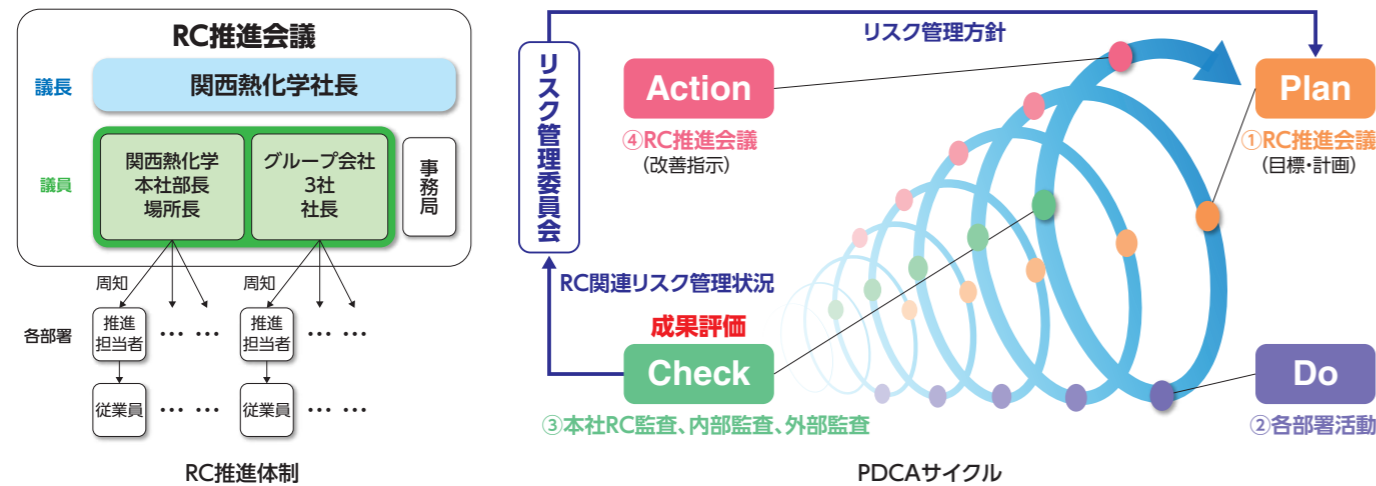 RC推進会議
議長
関西熱化学社長
議員
関西熱化学
本社部長
場所長
グループ会社
3社
社長
事務局
周知
周知
各部署
推進
担当者
… …
推進
担当者
… …
従業員
… …
従業員
… …
RC推進体制
リスク管理方針
リスク管理委員会
Action
④RC推進会議
(改善指示)
Plan
①RC推進会議
(目標・計画)
RC関連リスク管理状況
成果評価
Check
③本社RC監査、内部監査、外部監査
Do
②各部署活動
PDCAサイクル